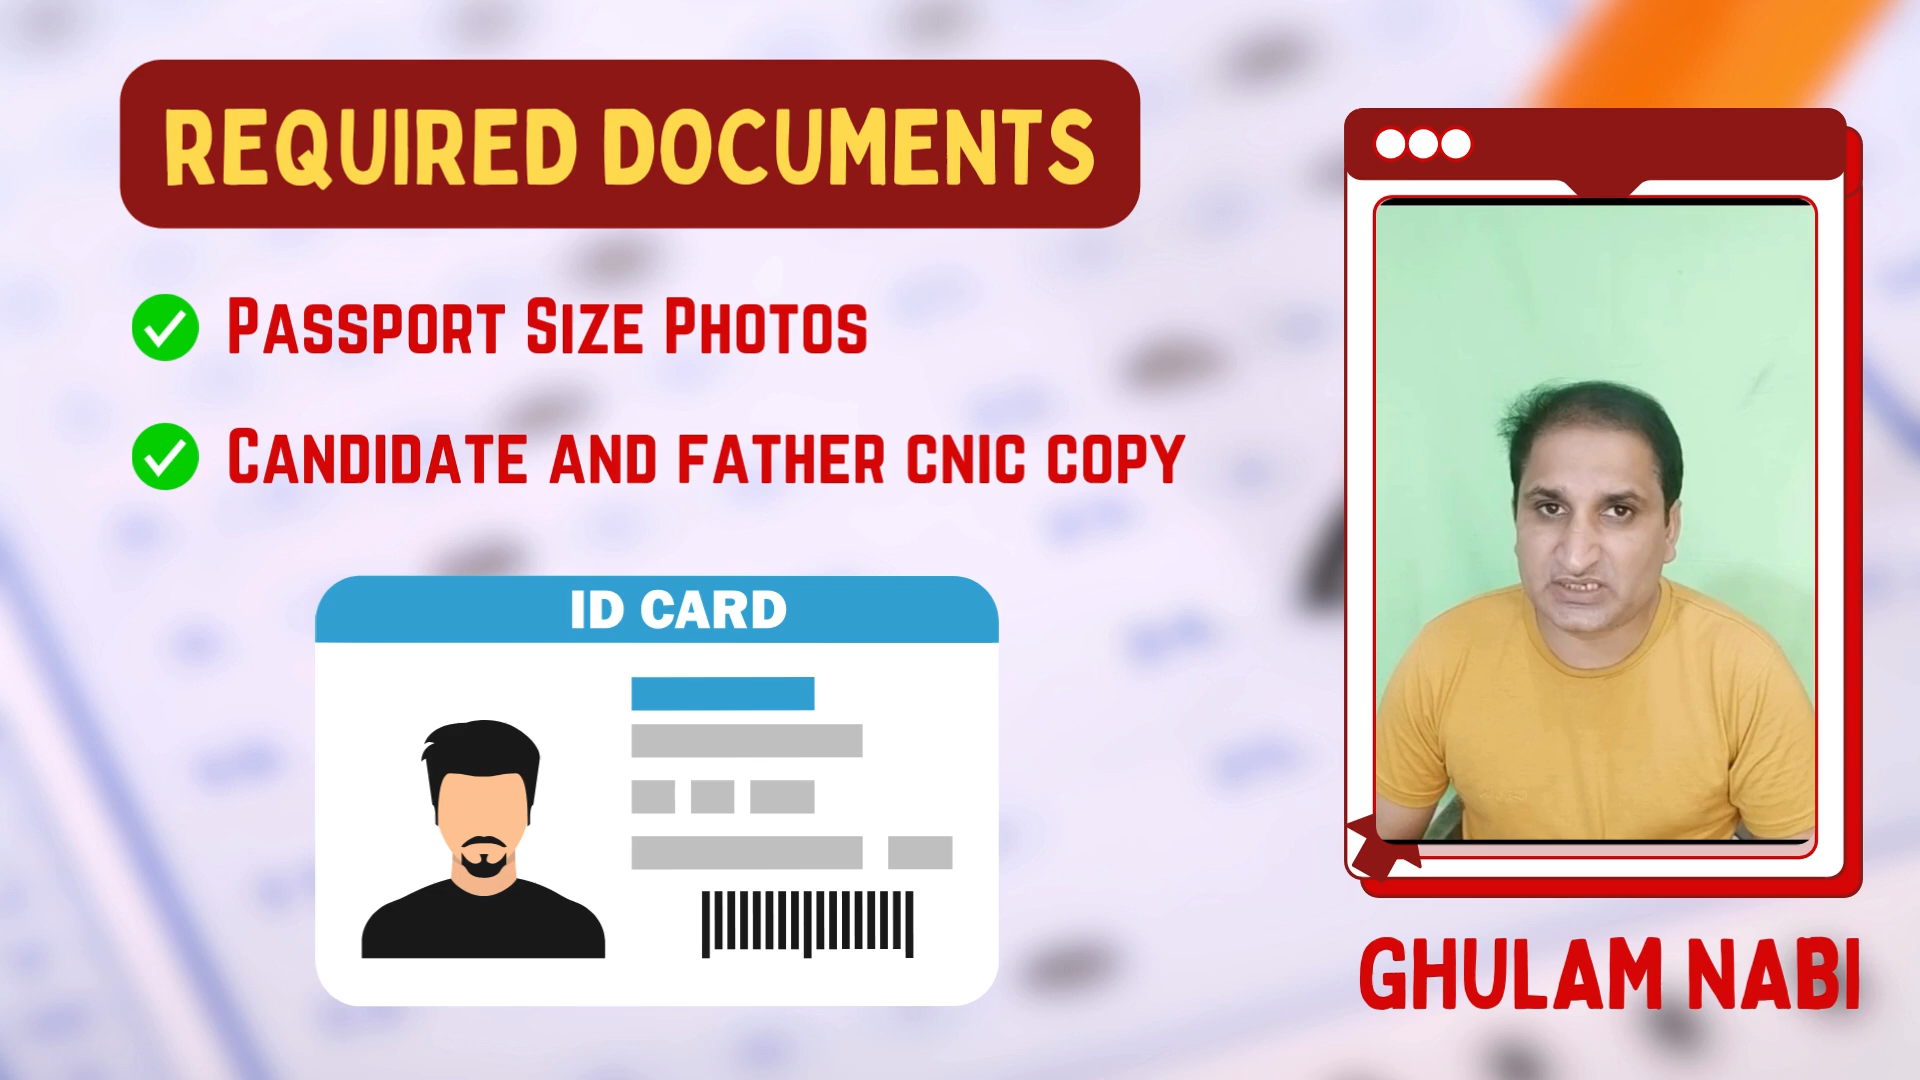 REQUIRED DOCUMENTS
PASSPORT SIZE PHOTOS
CANDIDATE AND FATHER CNIC COPY
ID CARD
GHULAM NABI